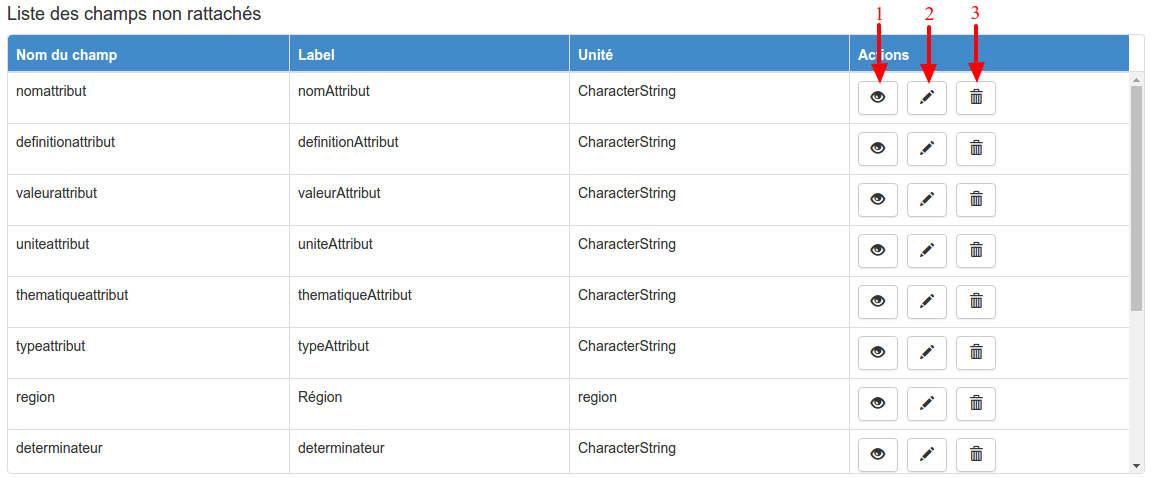 Liste des champs non rattachés
1 2 3
Nom du champ Label Unité Actions
nomattribut nomAttribut CharacterString
definitionattribut definitionAttribut CharacterString
valeurattribut valeurAttribut CharacterString
uniteattribut uniteAttribut CharacterString
thematiqueattribut thematiqueAttribut CharacterString
typeattribut typeAttribut CharacterString
region Région region
determinateur determinateur CharacterString